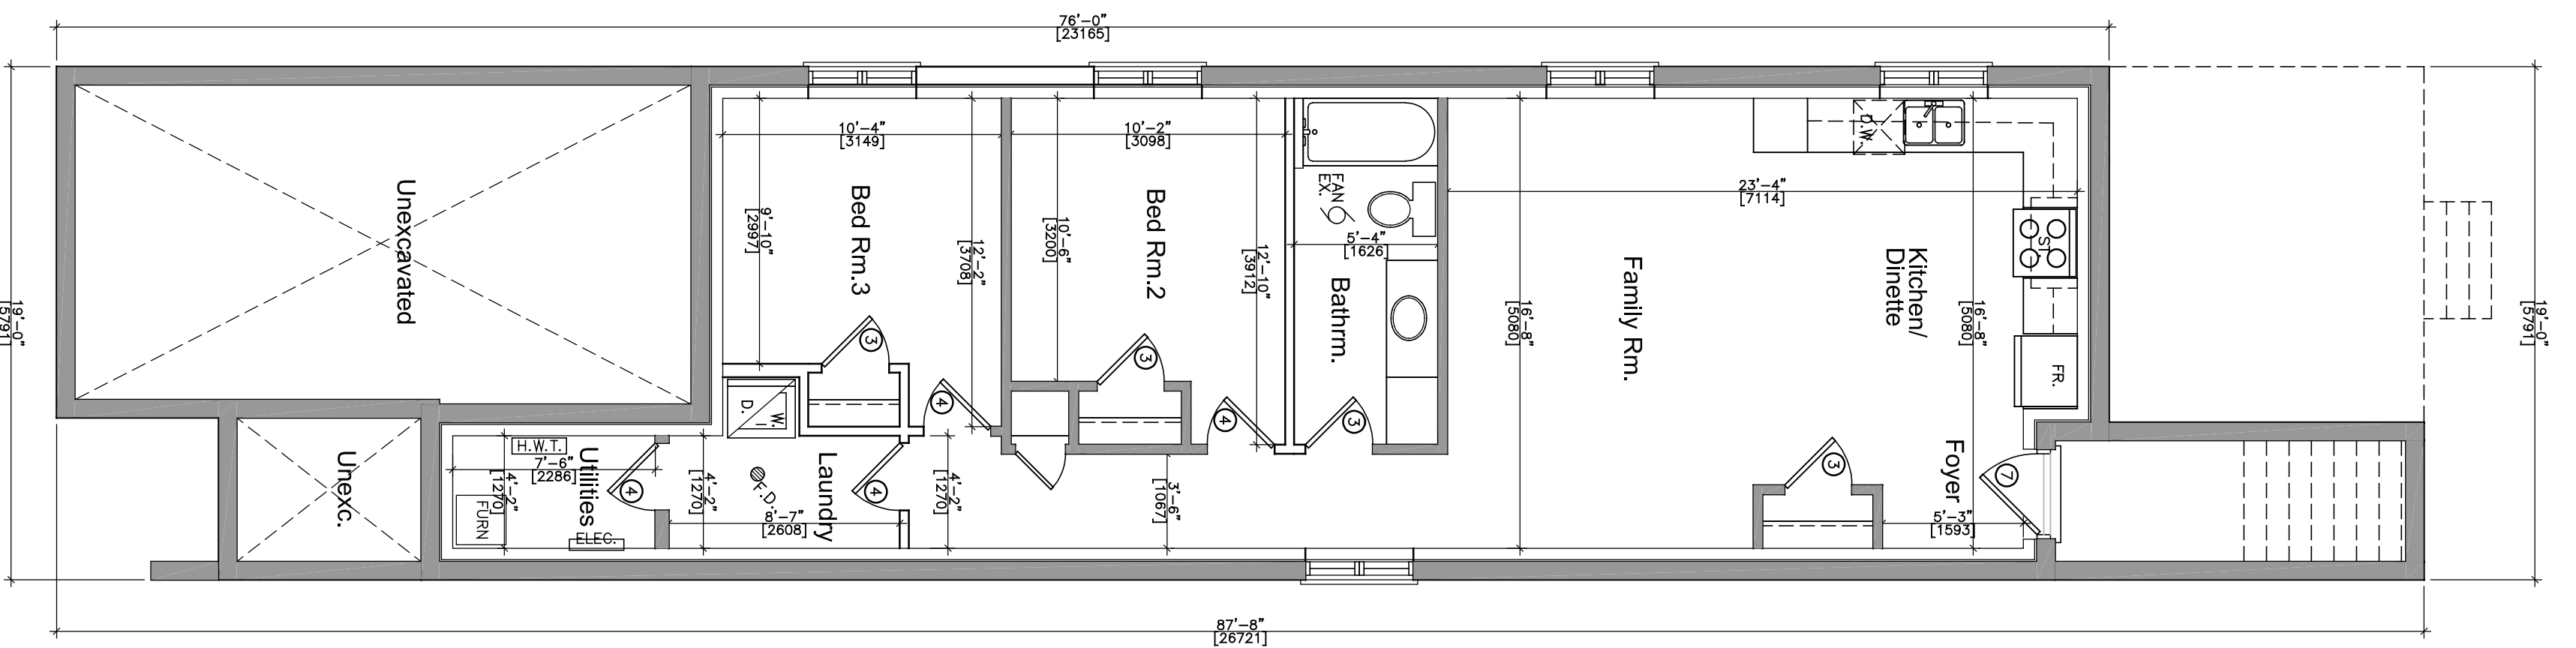 76'-0"
[23165]
10'-4"
[3149]
10'-2"
[3098]
D.W.
FAN
EX.
23'-4"
[7114]
Unexcavated
Bed Rm.3
9'-10"
[2997]
12'-2"
[3708]
Bed Rm.2
10'-6"
[3200]
12'-10"
[3912]
5'-4"
[1626]
Bathrm.
Family Rm.
16'-8"
[5080]
Kitchen/
Dinette
16'-8"
[5080]
ST.
FR.
19'-0"
[5791]
19'-0"
[5791]
3
3
4
4
3
3
7
D.
W.
H.W.T.
7'-6"
[2286]
4'-2"
[1270]
Utilities
FURN
ELEC.
4
4'-2"
[1270]
F.D.
8'-7"
[2608]
Laundry
4
4'-2"
[1270]
3'-6"
[1067]
Foyer
5'-3"
[1593]
Unexc.
87'-8"
[26721]